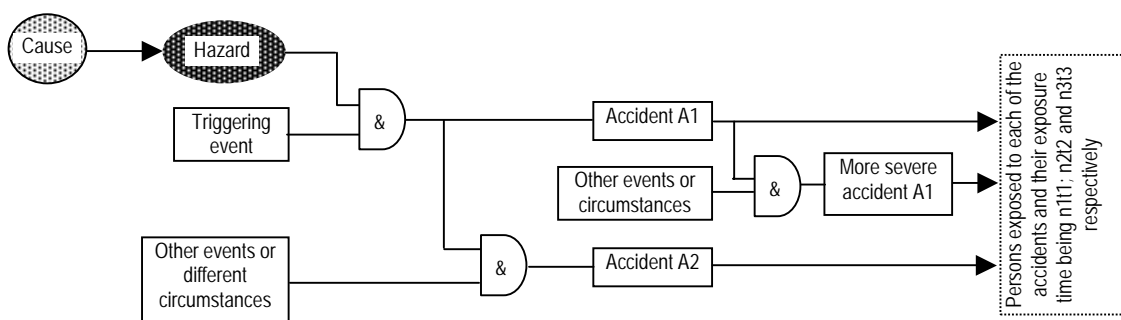 Cause
Hazard
Triggering
event
&
Accident A1
Other events or
circumstances
&
More severe
accident A1
Other events or
different
circumstances
&
Accident A2
Persons exposed to each of the
accidents and their exposure
time being n1t1; n2t2 and n3t3
respectively